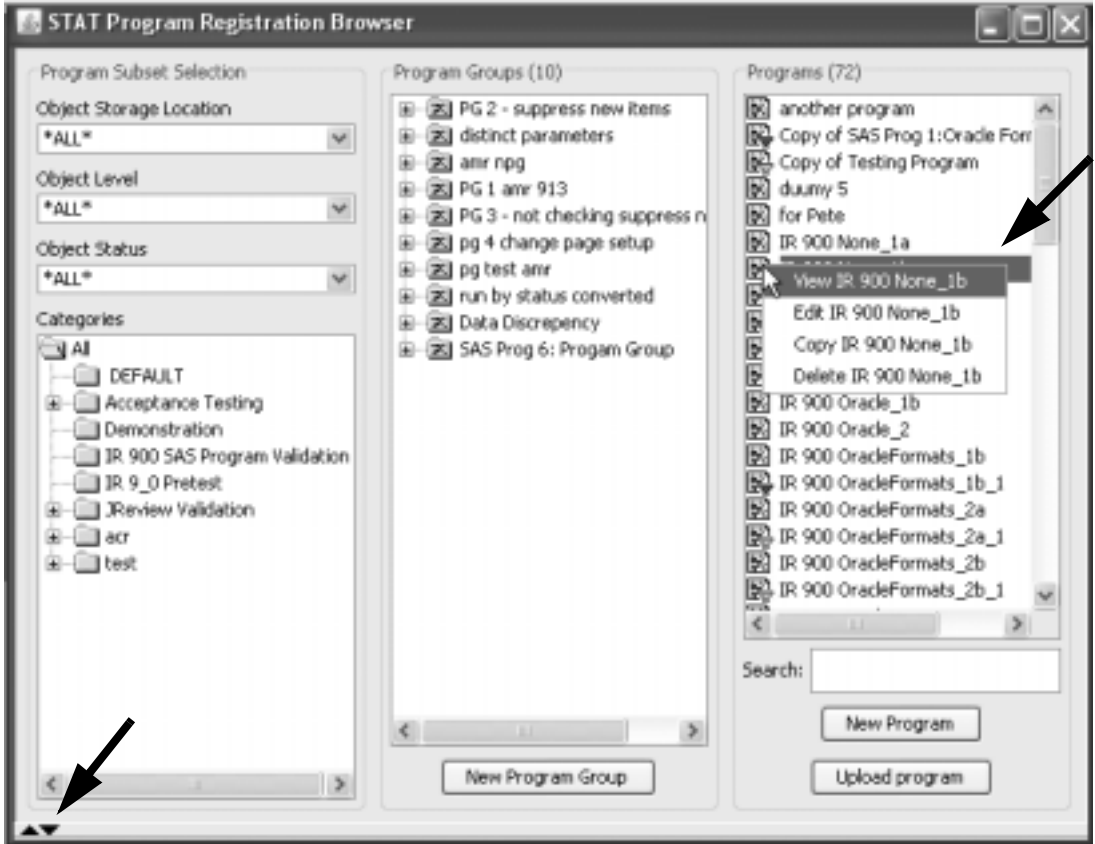 STAT Program Registration Browser
Program Subset Selection
Object Storage Location
*ALL*
Object Level
*ALL*
Object Status
*ALL*
Categories
All
DEFAULT
Acceptance Testing
Demonstration
IR 900 SAS Program Validation
IR 9_0 Pretest
JReview Validation
acr
test
Program Groups (10)
PG 2 - suppress new items
distinct parameters
amr npg
PG 1 amr 913
PG 3 - not checking suppress n
pg 4 change page setup
pg test amr
run by status converted
Data Discrepency
SAS Prog 6: Progam Group
New Program Group
Programs (72)
another program
Copy of SAS Prog 1:Oracle Form
Copy of Testing Program
duumy 5
for Pete
IR 900 None_1a
View IR 900 None_1b
Edit IR 900 None_1b
Copy IR 900 None_1b
Delete IR 900 None_1b
IR 900 Oracle_1b
IR 900 Oracle_2
IR 900 OracleFormats_1b
IR 900 OracleFormats_1b_1
IR 900 OracleFormats_2a
IR 900 OracleFormats_2a_1
IR 900 OracleFormats_2b
IR 900 OracleFormats_2b_1
Search:
New Program
Upload program